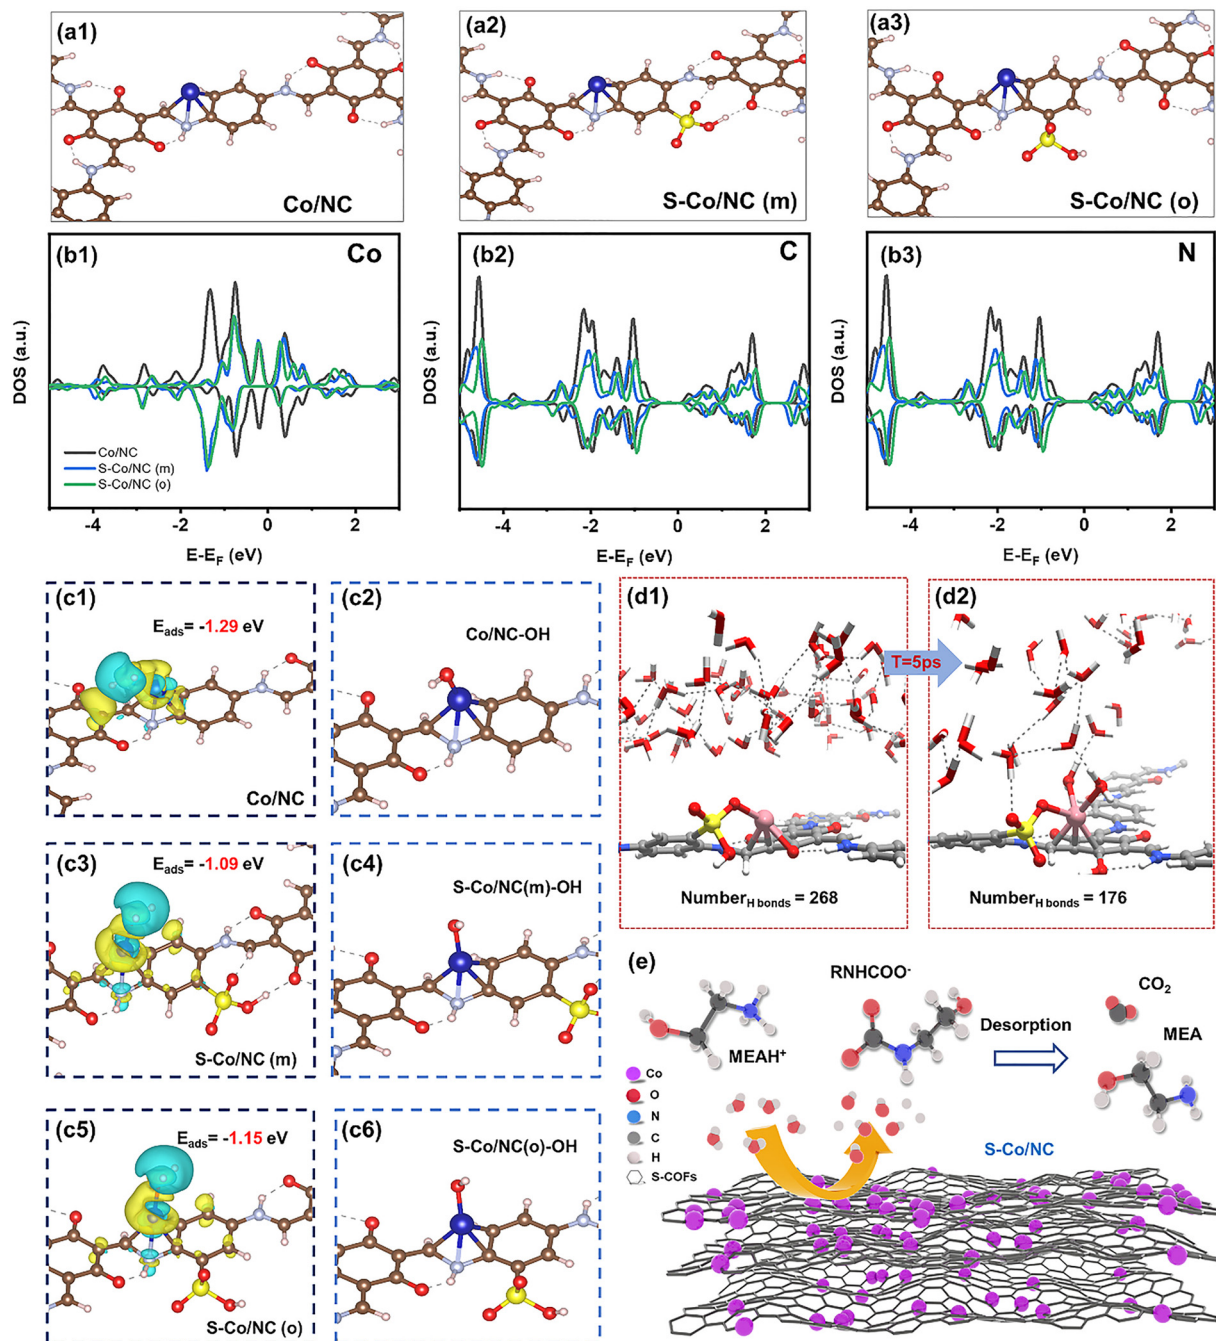 (a1)
Co/NC
(a2)
S-Co/NC (m)
(a3)
S-Co/NC (o)
(b1)
Co
DOS (a.u.)
Co/NC
S-Co/NC (m)
S-Co/NC (o)
-4 -2 0 2
E-E_F (eV)
(b2)
C
DOS (a.u.)
-4 -2 0 2
E-E_F (eV)
(b3)
N
DOS (a.u.)
-4 -2 0 2
E-E_F (eV)
(c1)
E_ads= -1.29 eV
Co/NC
(c2)
Co/NC-OH
(c3)
E_ads= -1.09 eV
S-Co/NC (m)
(c4)
S-Co/NC(m)-OH
(c5)
E_ads= -1.15 eV
S-Co/NC (o)
(c6)
S-Co/NC(o)-OH
(d1)
T=5ps
Number_H bonds = 268
(d2)
Number_H bonds = 176
(e)
RNHCOO⁻
CO₂
Desorption
MEA
MEAH⁺
Co
O
N
C
H
S-COFs
S-Co/NC